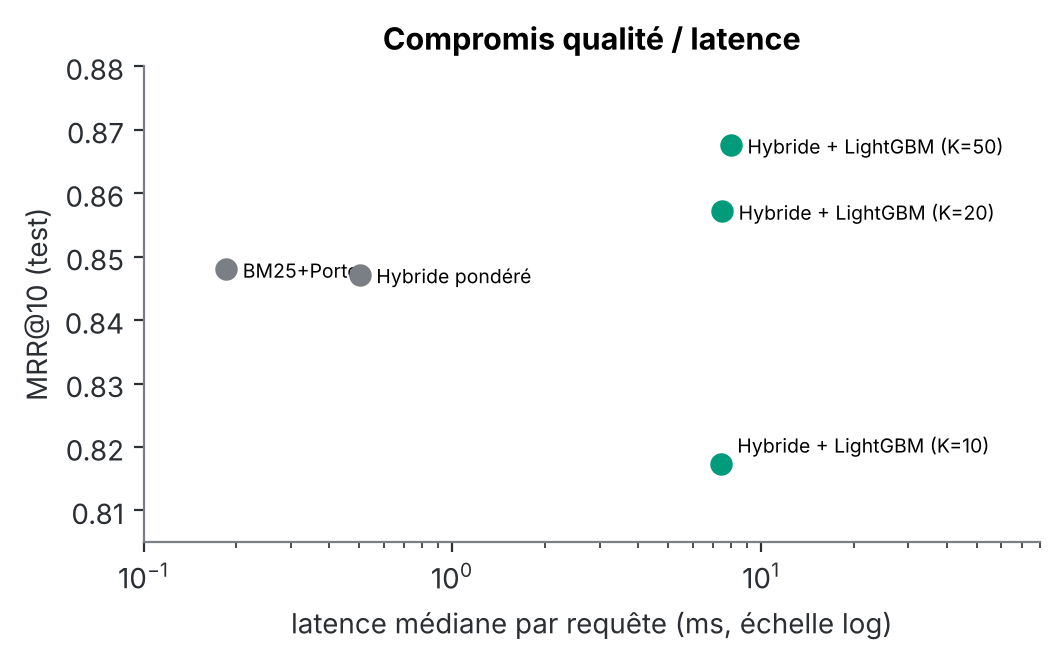 Compromis qualité / latence
0.88
0.87
0.86
0.85
0.84
0.83
0.82
0.81
MRR@10 (test)
Hybride + LightGBM (K=50)
Hybride + LightGBM (K=20)
BM25+Porte
Hybride pondéré
Hybride + LightGBM (K=10)
10⁻¹ 10⁰ 10¹
latence médiane par requête (ms, échelle log)